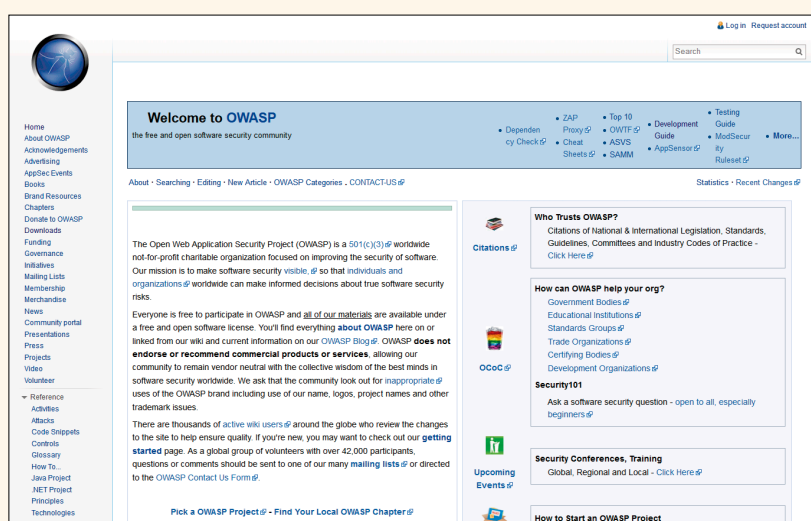 Log in Request account
Search
Home
About OWASP
Acknowledgements
Advertising
AppSec Events
Books
Brand Resources
Chapters
Donate to OWASP
Downloads
Funding
Governance
Initiatives
Mailing Lists
Membership
Merchandise
News
Community portal
Presentations
Press
Projects
Video
Volunteer
Reference
Activities
Attacks
Code Snippets
Controls
Glossary
How To...
Java Project
.NET Project
Principles
Technologies
Welcome to OWASP
the free and open software security community
• Dependen
cy Check
• ZAP
Proxy
• Cheat
Sheets
• Top 10
• OWTF
• ASVS
• SAMM
• Development
Guide
• AppSensor
• Testing
Guide
• ModSecur
ity
Ruleset
• More...
About · Searching · Editing · New Article · OWASP Categories . CONTACT-US
Statistics · Recent Changes
The Open Web Application Security Project (OWASP) is a 501(c)(3) worldwide
not-for-profit charitable organization focused on improving the security of software.
Our mission is to make software security visible, so that individuals and
organizations worldwide can make informed decisions about true software security
risks.
Everyone is free to participate in OWASP and all of our materials are available under
a free and open software license. You'll find everything about OWASP here on or
linked from our wiki and current information on our OWASP Blog. OWASP does not
endorse or recommend commercial products or services, allowing our
community to remain vendor neutral with the collective wisdom of the best minds in
software security worldwide. We ask that the community look out for inappropriate
uses of the OWASP brand including use of our name, logos, project names and other
trademark issues.
There are thousands of active wiki users around the globe who review the changes
to the site to help ensure quality. If you're new, you may want to check out our getting
started page. As a global group of volunteers with over 42,000 participants,
questions or comments should be sent to one of our many mailing lists or directed
to the OWASP Contact Us Form.
Pick a OWASP Project - Find Your Local OWASP Chapter
Citations
Who Trusts OWASP?
Citations of National & International Legislation, Standards,
Guidelines, Committees and Industry Codes of Practice -
Click Here
OCoC
How can OWASP help your org?
Government Bodies
Educational Institutions
Standards Groups
Trade Organizations
Certifying Bodies
Development Organizations
Security101
Ask a software security question - open to all, especially
beginners
Upcoming
Events
Security Conferences, Training
Global, Regional and Local - Click Here
How to Start an OWASP Project